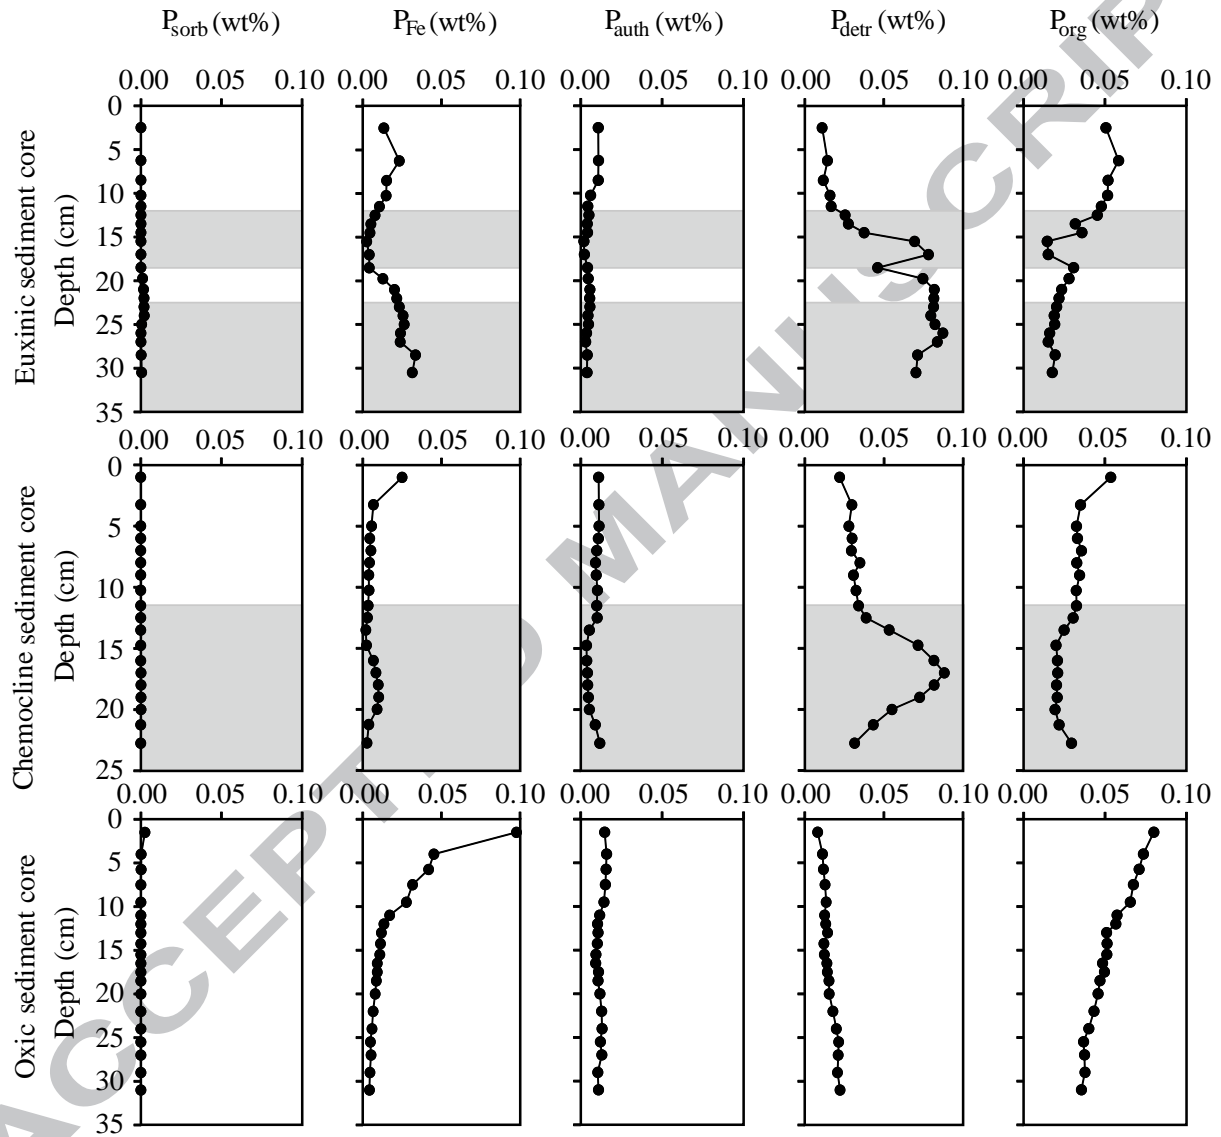 P_sorb (wt%) P_Fe (wt%) P_auth (wt%) P_detr (wt%) P_org (wt%)
0.00 0.05 0.10 0.00 0.05 0.10 0.00 0.05 0.10 0.00 0.05 0.10 0.00 0.05 0.10
Euxinic sediment core
Depth (cm)
0
5
10
15
20
25
30
35
0.00 0.05 0.10 0.00 0.05 0.10 0.00 0.05 0.10 0.00 0.05 0.10 0.00 0.05 0.10
Chemocline sediment core
Depth (cm)
0
5
10
15
20
25
0.00 0.05 0.10 0.00 0.05 0.10 0.00 0.05 0.10 0.00 0.05 0.10 0.00 0.05 0.10
Oxic sediment core
Depth (cm)
0
5
10
15
20
25
30
35
ACCEPTED MANUSCRIP